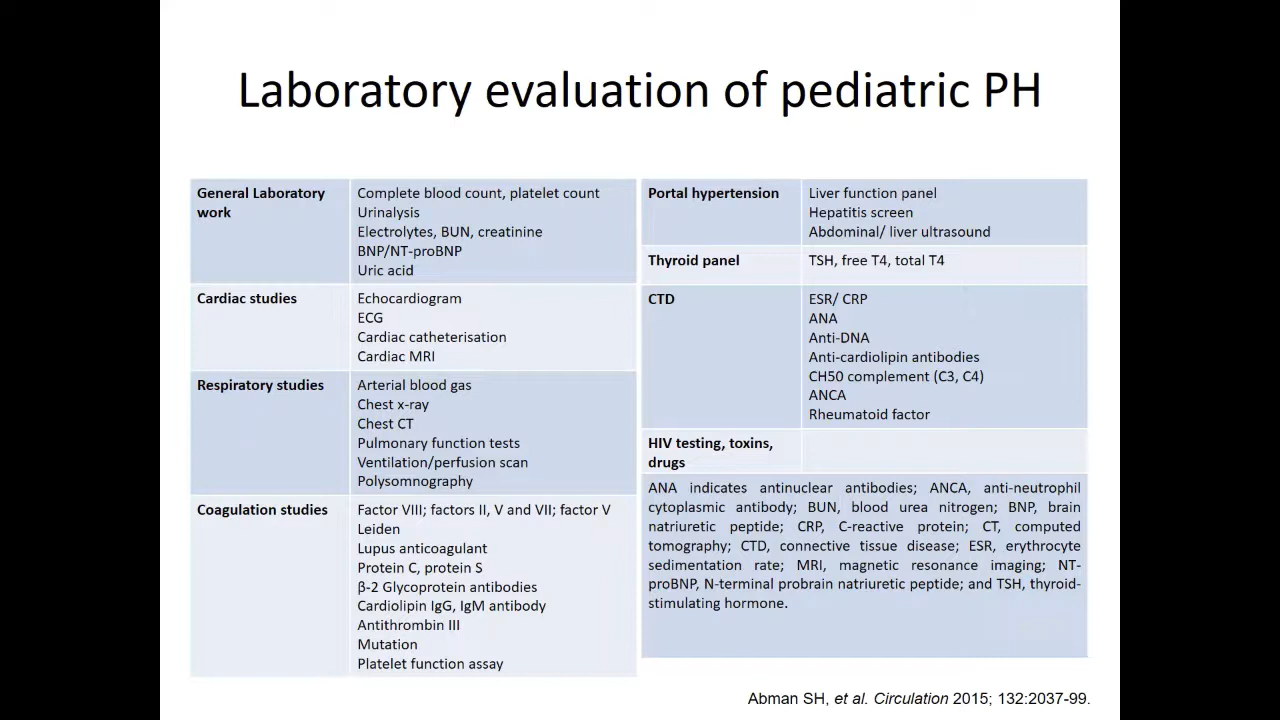 Laboratory evaluation of pediatric PH
General Laboratory
work
Complete blood count, platelet count
Urinalysis
Electrolytes, BUN, creatinine
BNP/NT-proBNP
Uric acid
Cardiac studies
Echocardiogram
ECG
Cardiac catheterisation
Cardiac MRI
Respiratory studies
Arterial blood gas
Chest x-ray
Chest CT
Pulmonary function tests
Ventilation/perfusion scan
Polysomnography
Coagulation studies
Factor VIII; factors II, V and VII; factor V
Leiden
Lupus anticoagulant
Protein C, protein S
β-2 Glycoprotein antibodies
Cardiolipin IgG, IgM antibody
Antithrombin III
Mutation
Platelet function assay
Portal hypertension
Liver function panel
Hepatitis screen
Abdominal/ liver ultrasound
Thyroid panel
TSH, free T4, total T4
CTD
ESR/ CRP
ANA
Anti-DNA
Anti-cardiolipin antibodies
CH50 complement (C3, C4)
ANCA
Rheumatoid factor
HIV testing, toxins,
drugs
ANA indicates antinuclear antibodies; ANCA, anti-neutrophil
cytoplasmic antibody; BUN, blood urea nitrogen; BNP, brain
natriuretic peptide; CRP, C-reactive protein; CT, computed
tomography; CTD, connective tissue disease; ESR, erythrocyte
sedimentation rate; MRI, magnetic resonance imaging; NT-
proBNP, N-terminal probrain natriuretic peptide; and TSH, thyroid-
stimulating hormone.
Abman SH, et al. Circulation 2015; 132:2037-99.